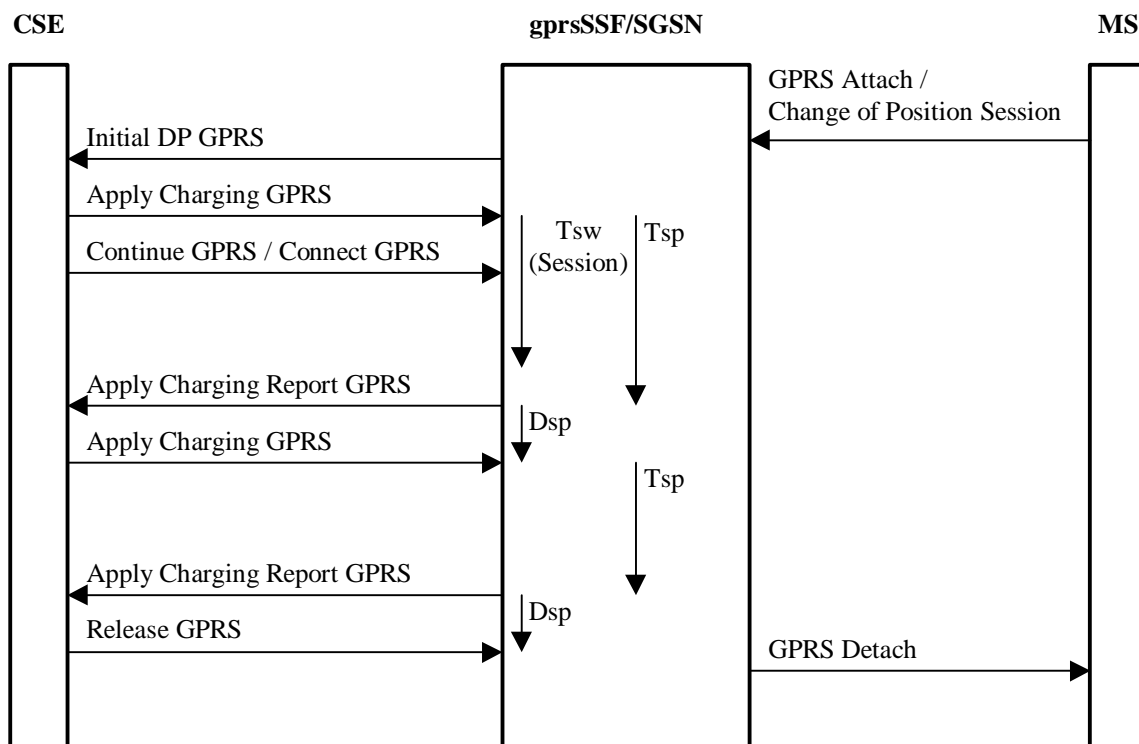 CSE
gprsSSF/SGSN
MS
GPRS Attach /
Change of Position Session
Initial DP GPRS
Apply Charging GPRS
Tsw
(Session)
Tsp
Continue GPRS / Connect GPRS
Apply Charging Report GPRS
Dsp
Apply Charging GPRS
Tsp
Apply Charging Report GPRS
Dsp
Release GPRS
GPRS Detach